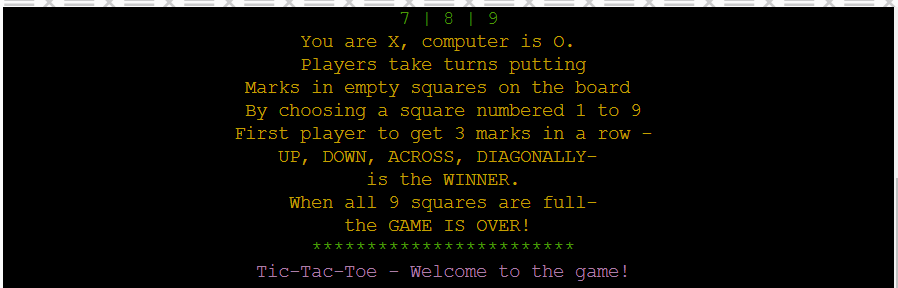 7 | 8 | 9
You are X, computer is O.
Players take turns putting
Marks in empty squares on the board
By choosing a square numbered 1 to 9
First player to get 3 marks in a row -
UP, DOWN, ACROSS, DIAGONALLY-
is the WINNER.
When all 9 squares are full-
the GAME IS OVER!
************************
Tic-Tac-Toe - Welcome to the game!